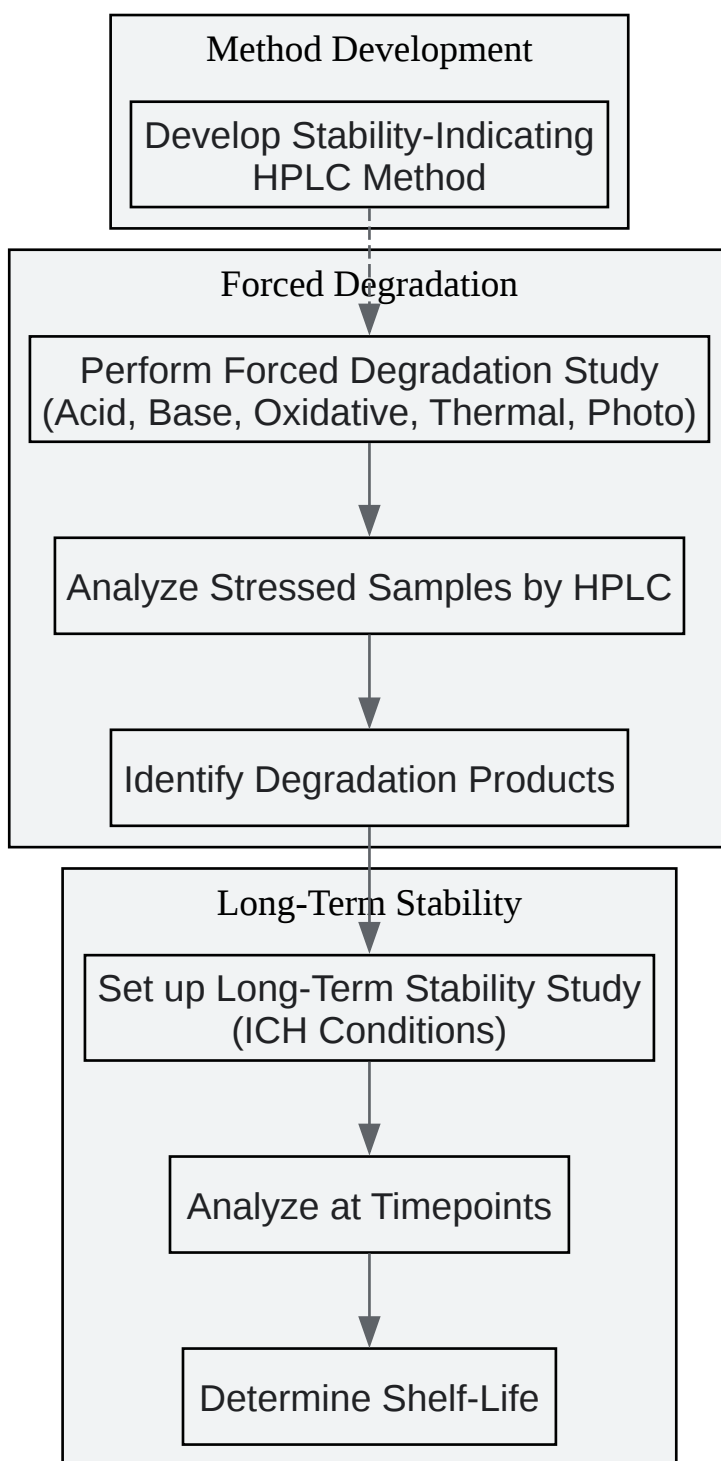 Method Development
Develop Stability-Indicating
HPLC Method
Forced Degradation
Perform Forced Degradation Study
(Acid, Base, Oxidative, Thermal, Photo)
Analyze Stressed Samples by HPLC
Identify Degradation Products
Long-Term Stability
Set up Long-Term Stability Study
(ICH Conditions)
Analyze at Timepoints
Determine Shelf-Life